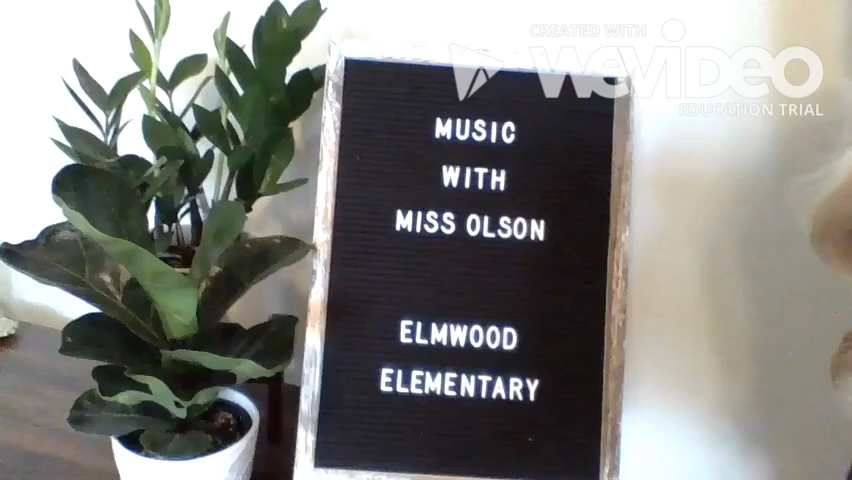 CREATED WITH
WEVIDEO
EDUCATION TRIAL
MUSIC
WITH
MISS OLSON
ELMWOOD
ELEMENTARY